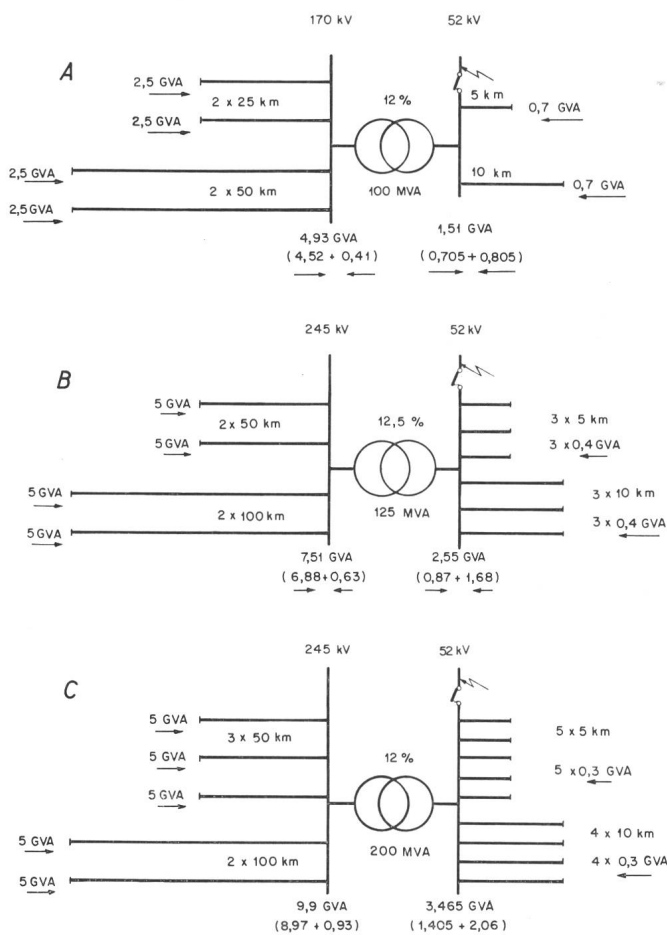 170 kV 52 kV
A
2,5 GVA
2 x 25 km
2,5 GVA
2,5 GVA
2 x 50 km
2,5 GVA
12 %
100 MVA
5 km
0,7 GVA
10 km
0,7 GVA
4,93 GVA
(4,52 + 0,41)
1,51 GVA
(0,705 + 0,805)
245 kV 52 kV
B
5 GVA
2 x 50 km
5 GVA
5 GVA
2 x 100 km
5 GVA
12,5 %
125 MVA
3 x 5 km
3 x 0,4 GVA
3 x 10 km
3 x 0,4 GVA
7,51 GVA
(6,88 + 0,63)
2,55 GVA
(0,87 + 1,68)
245 kV 52 kV
C
5 GVA
3 x 50 km
5 GVA
5 GVA
5 GVA
2 x 100 km
5 GVA
12 %
200 MVA
5 x 5 km
5 x 0,3 GVA
4 x 10 km
4 x 0,3 GVA
9,9 GVA
(8,97 + 0,93)
3,465 GVA
(1,405 + 2,06)